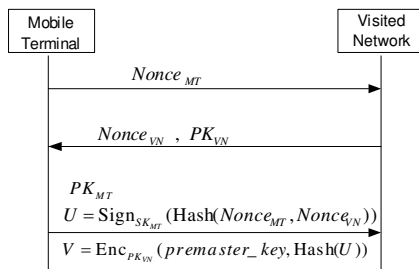 Mobile Terminal
Visited Network
Nonce_MT
Nonce_VN , PK_VN
PK_MT
U = Sign_SK_MT (Hash(Nonce_MT, Nonce_VN))
V = Enc_PK_VN (premaster_key, Hash(U))